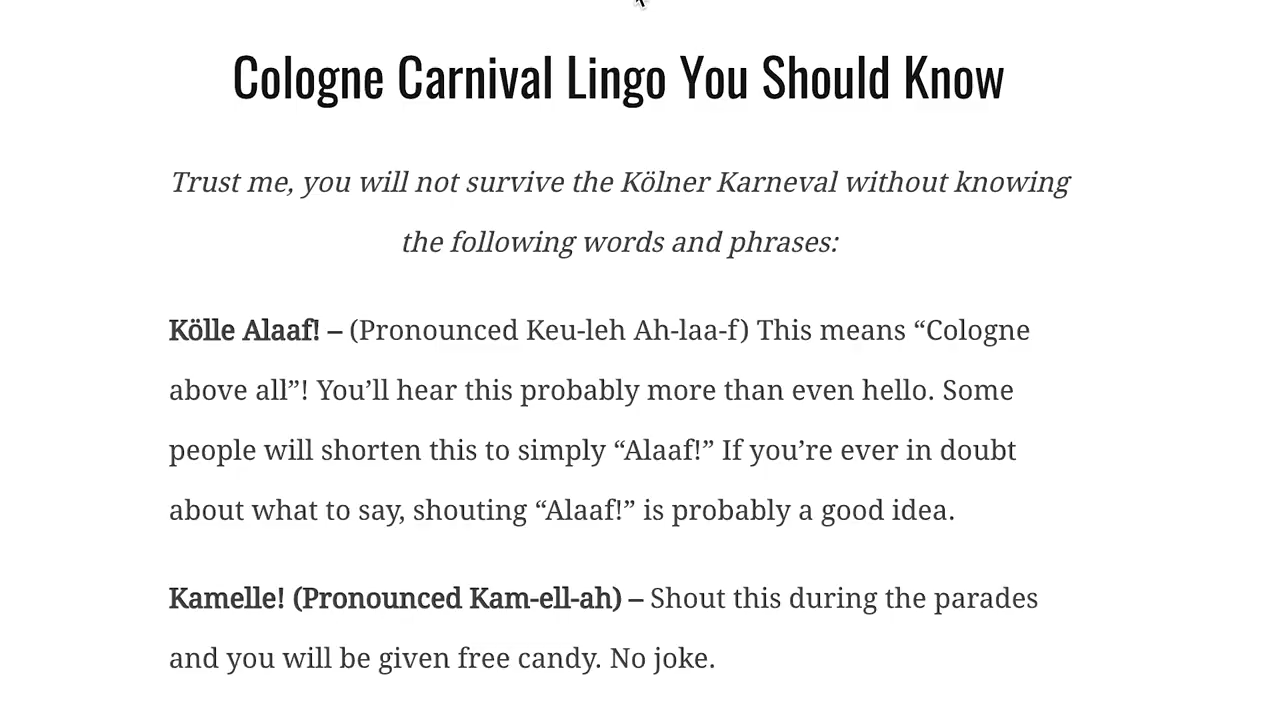 Cologne Carnival Lingo You Should Know
Trust me, you will not survive the Kölner Karneval without knowing
the following words and phrases:
Kölle Alaaf! – (Pronounced Keu-leh Ah-laa-f) This means “Cologne
above all”! You’ll hear this probably more than even hello. Some
people will shorten this to simply “Alaaf!” If you’re ever in doubt
about what to say, shouting “Alaaf!” is probably a good idea.
Kamelle! (Pronounced Kam-ell-ah) – Shout this during the parades
and you will be given free candy. No joke.